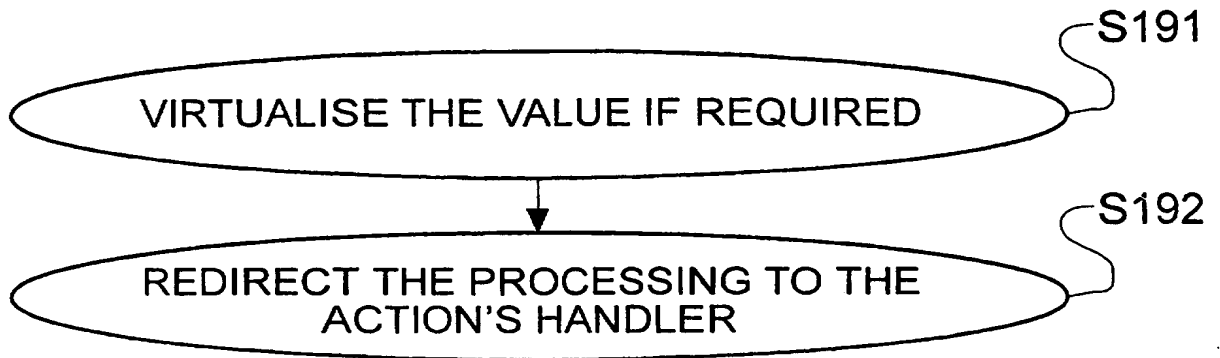 S191
VIRTUALISE THE VALUE IF REQUIRED
S192
REDIRECT THE PROCESSING TO THE
ACTION'S HANDLER